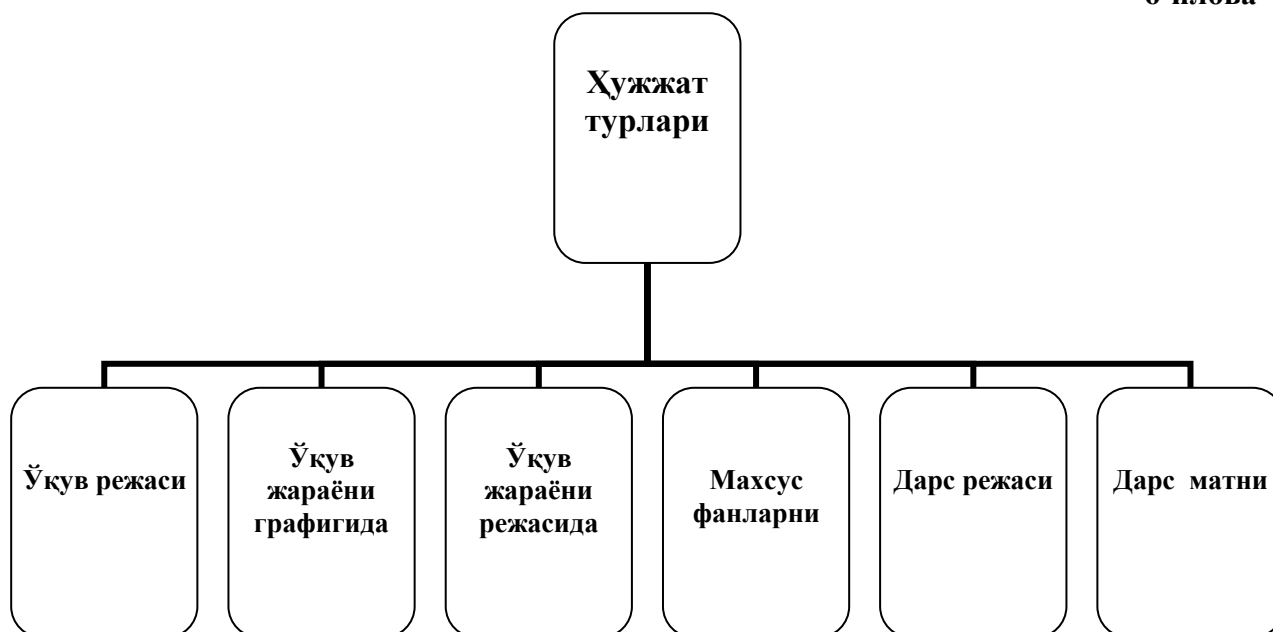 Ҳужжат
турлари
Ўқув режаси
Ўқув
жараёни
графигида
Ўқув
жараёни
режасида
Махсус
фанларни
Дарс режаси
Дарс матни